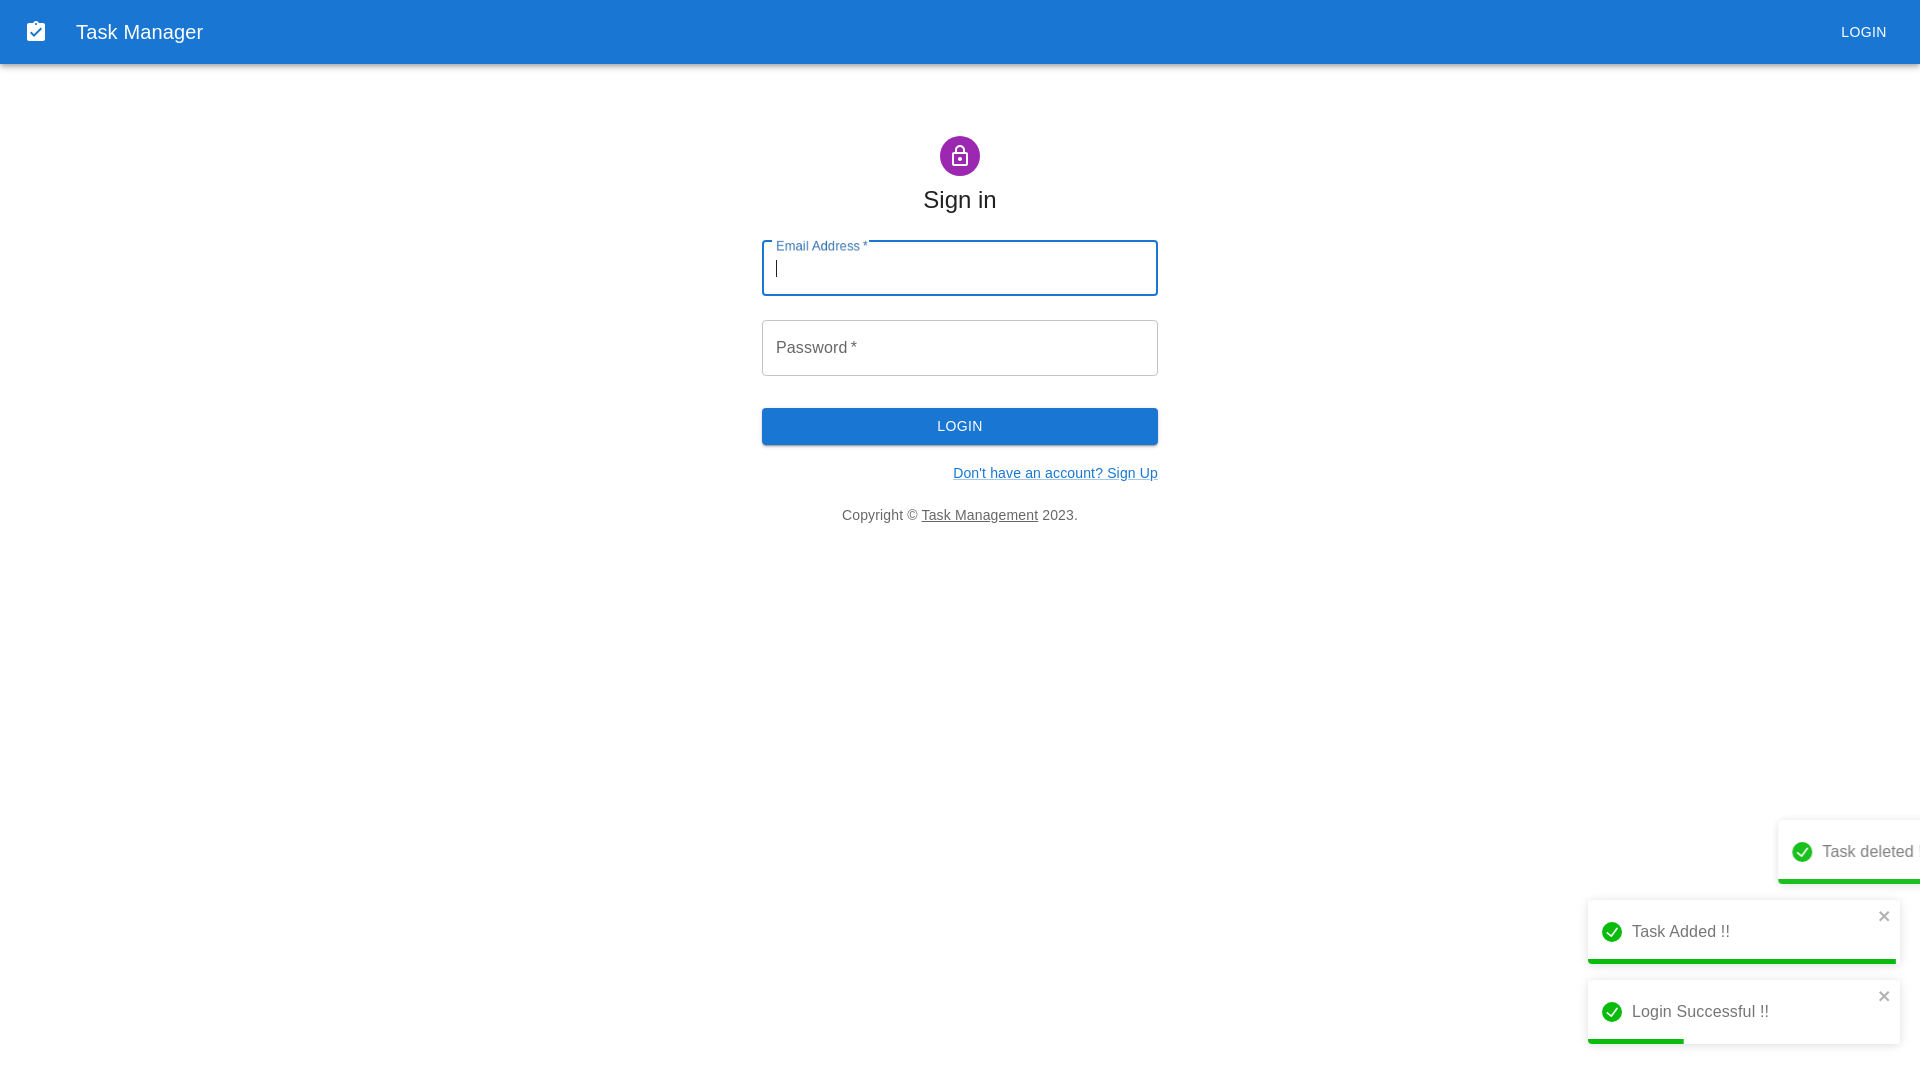 Task Manager
LOGIN
Sign in
Email Address *
Password *
LOGIN
Don't have an account? Sign Up
Copyright © Task Management 2023.
Task deleted !
Task Added !!
Login Successful !!